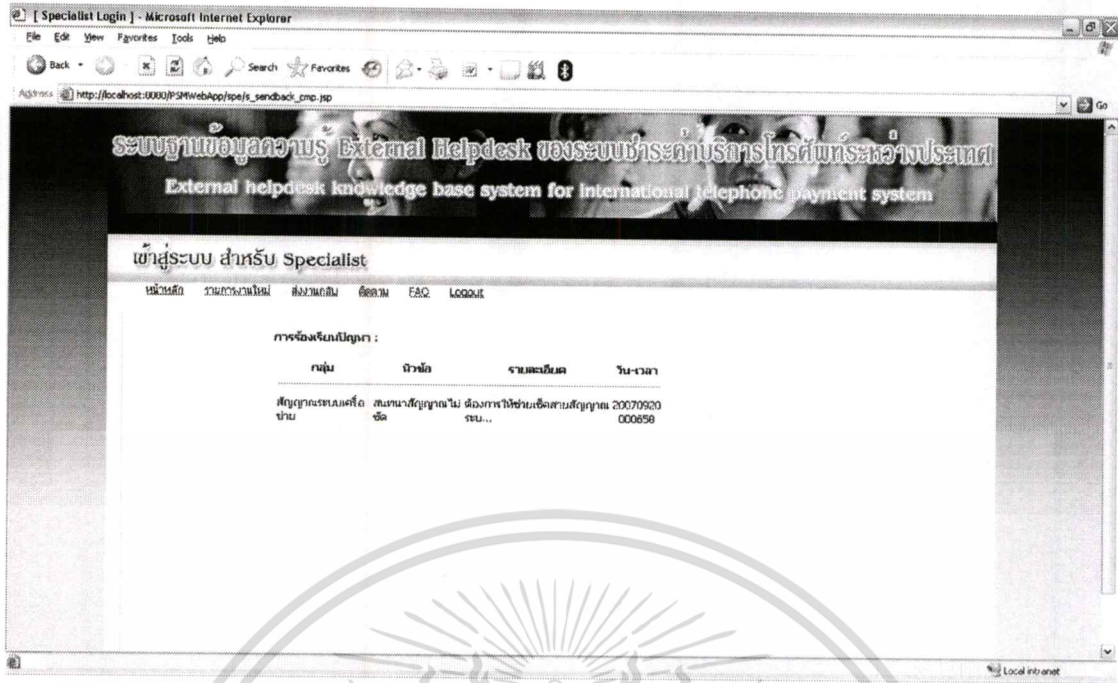 [ Specialist Login ] - Microsoft Internet Explorer
File Edit View Favorites Tools Help
Back Search Favorites
Address http://localhost:8080/PSMWebApp/spe/s_sendback_cmp.jsp Go
ระบบฐานข้อมูลความรู้ External Helpdesk ของระบบชำระค่าบริการโทรศัพท์ระหว่างประเทศ
External helpdesk knowledge base system for international telephone payment system
เข้าสู่ระบบ สำหรับ Specialist
หน้าหลัก รายการงานใหม่ ส่งงานกลับ ติดตาม FAQ Logout
การร้องเรียนปัญหา :
กลุ่ม หัวข้อ รายละเอียด วัน-เวลา
สัญญาณระบบเครือ สนทนาสัญญาณไม่ ต้องการให้ช่วยเช็คสายสัญญาณ 20070920
ข่าย ชัด ระบ... 000658
Local intranet